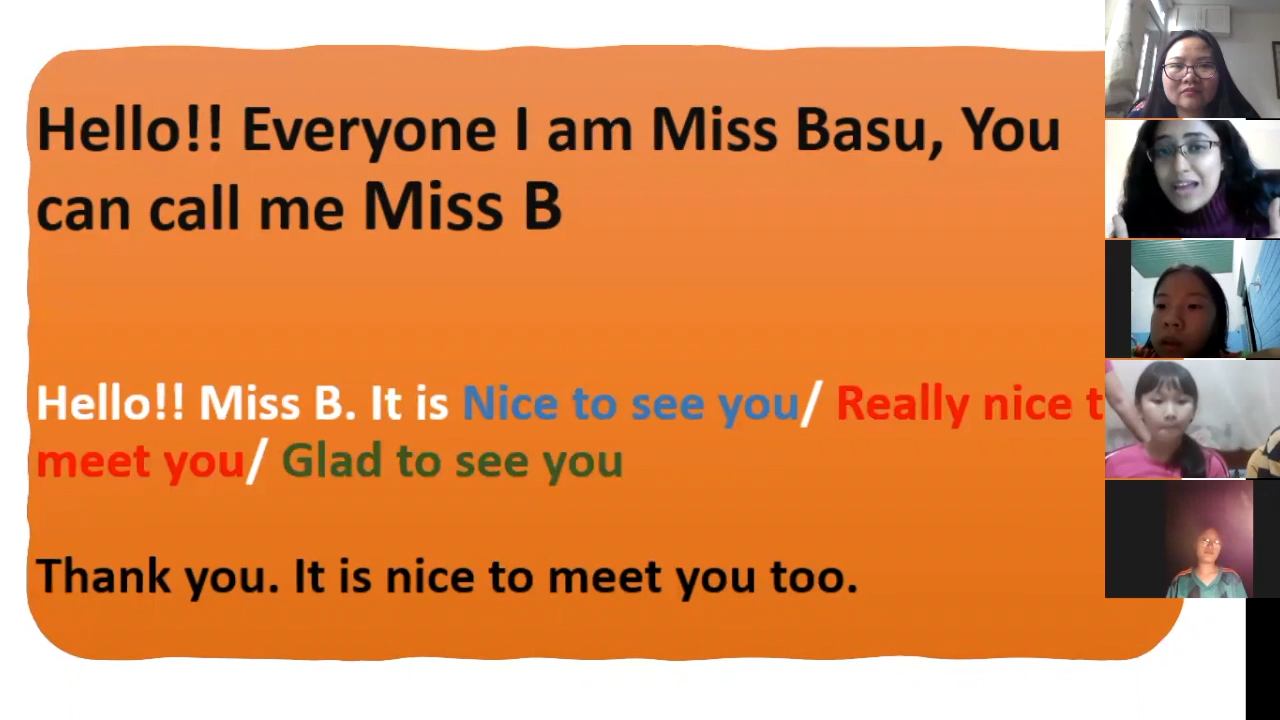 Hello!! Everyone I am Miss Basu, You
can call me Miss B
Hello!! Miss B. It is Nice to see you/ Really nice t
meet you/ Glad to see you
Thank you. It is nice to meet you too.